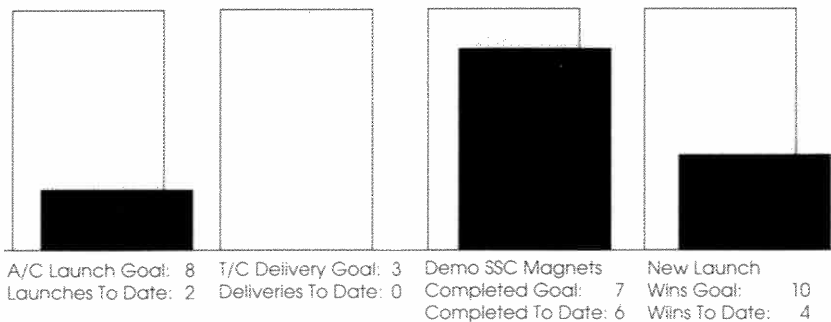 A/C Launch Goal: 8
Launches To Date: 2
T/C Delivery Goal: 3
Deliveries To Date: 0
Demo SSC Magnets
Completed Goal: 7
Completed To Date: 6
New Launch
Wins Goal: 10
Wiins To Date: 4